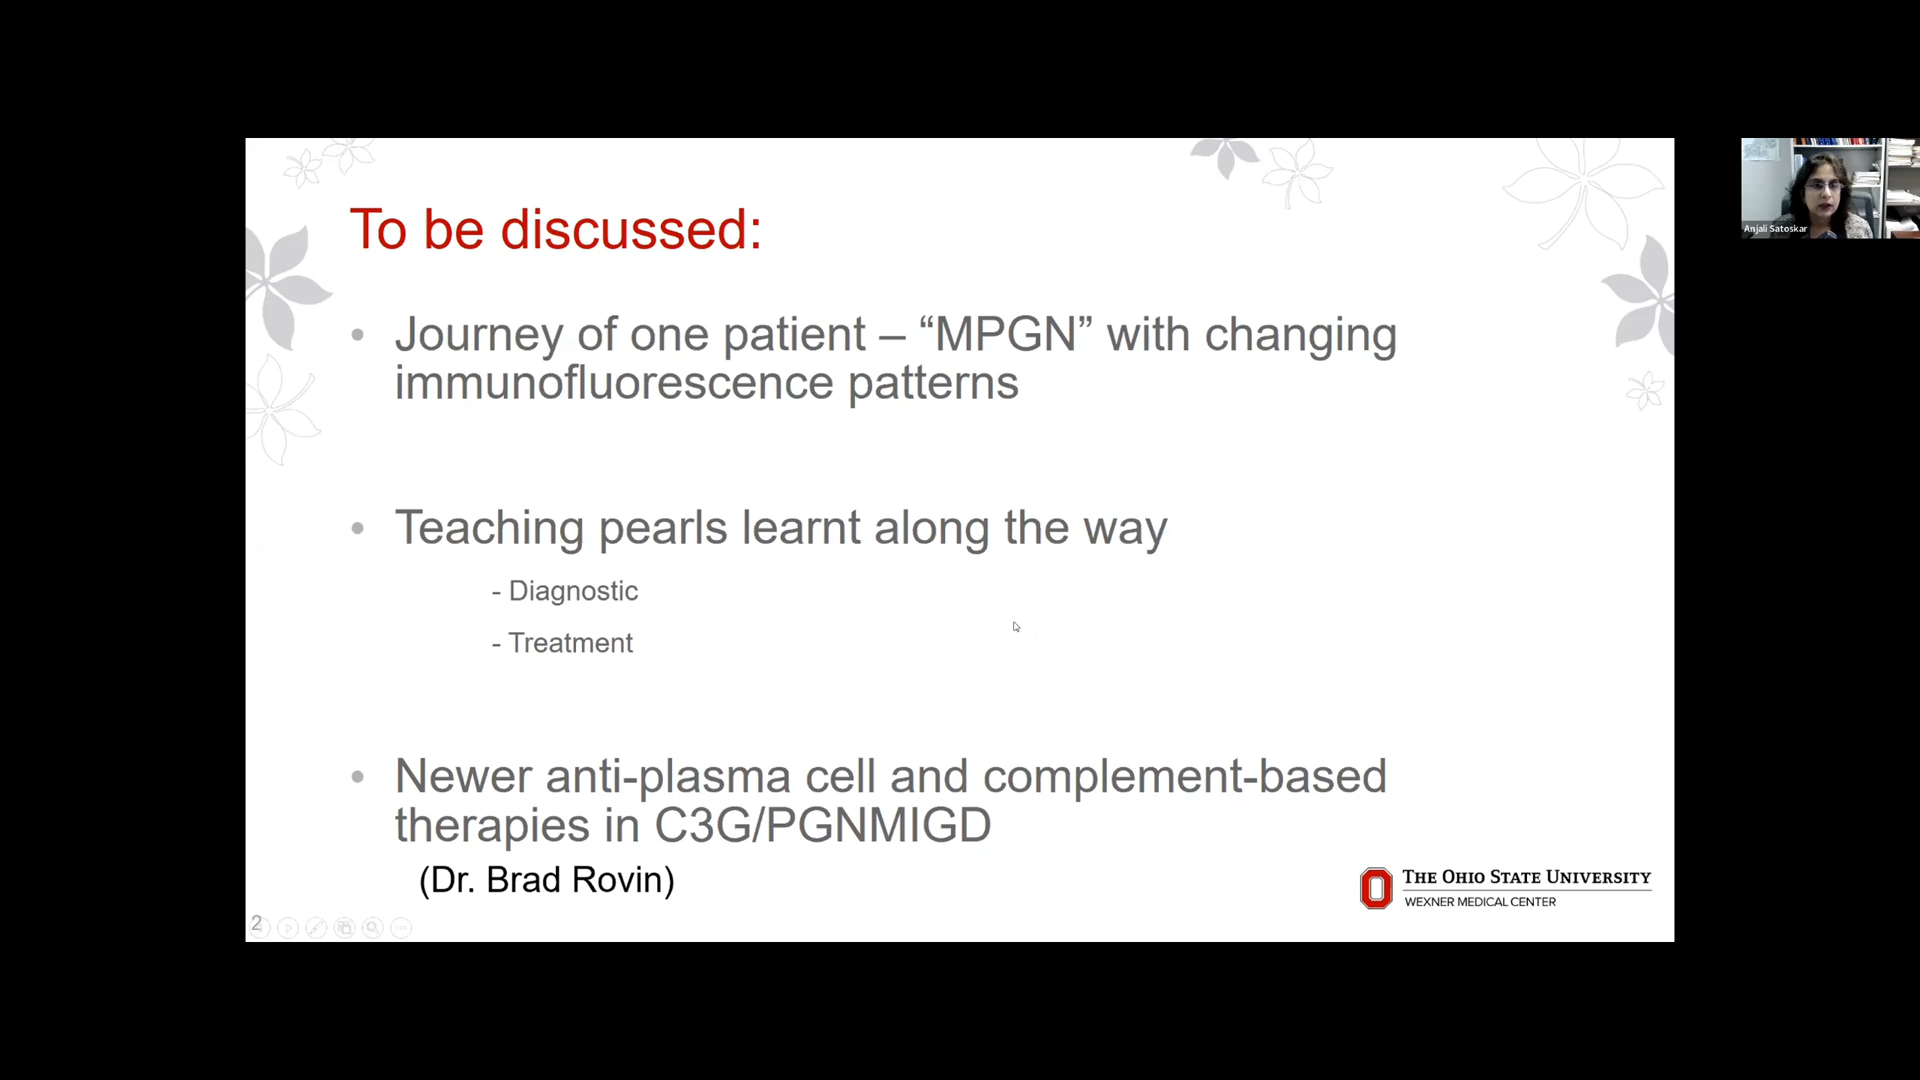 To be discussed:
• Journey of one patient – “MPGN” with changing
immunofluorescence patterns
• Teaching pearls learnt along the way
- Diagnostic
- Treatment
• Newer anti-plasma cell and complement-based
therapies in C3G/PGNMIGD
(Dr. Brad Rovin)
THE OHIO STATE UNIVERSITY
WEXNER MEDICAL CENTER
2
Anjali Satoskar